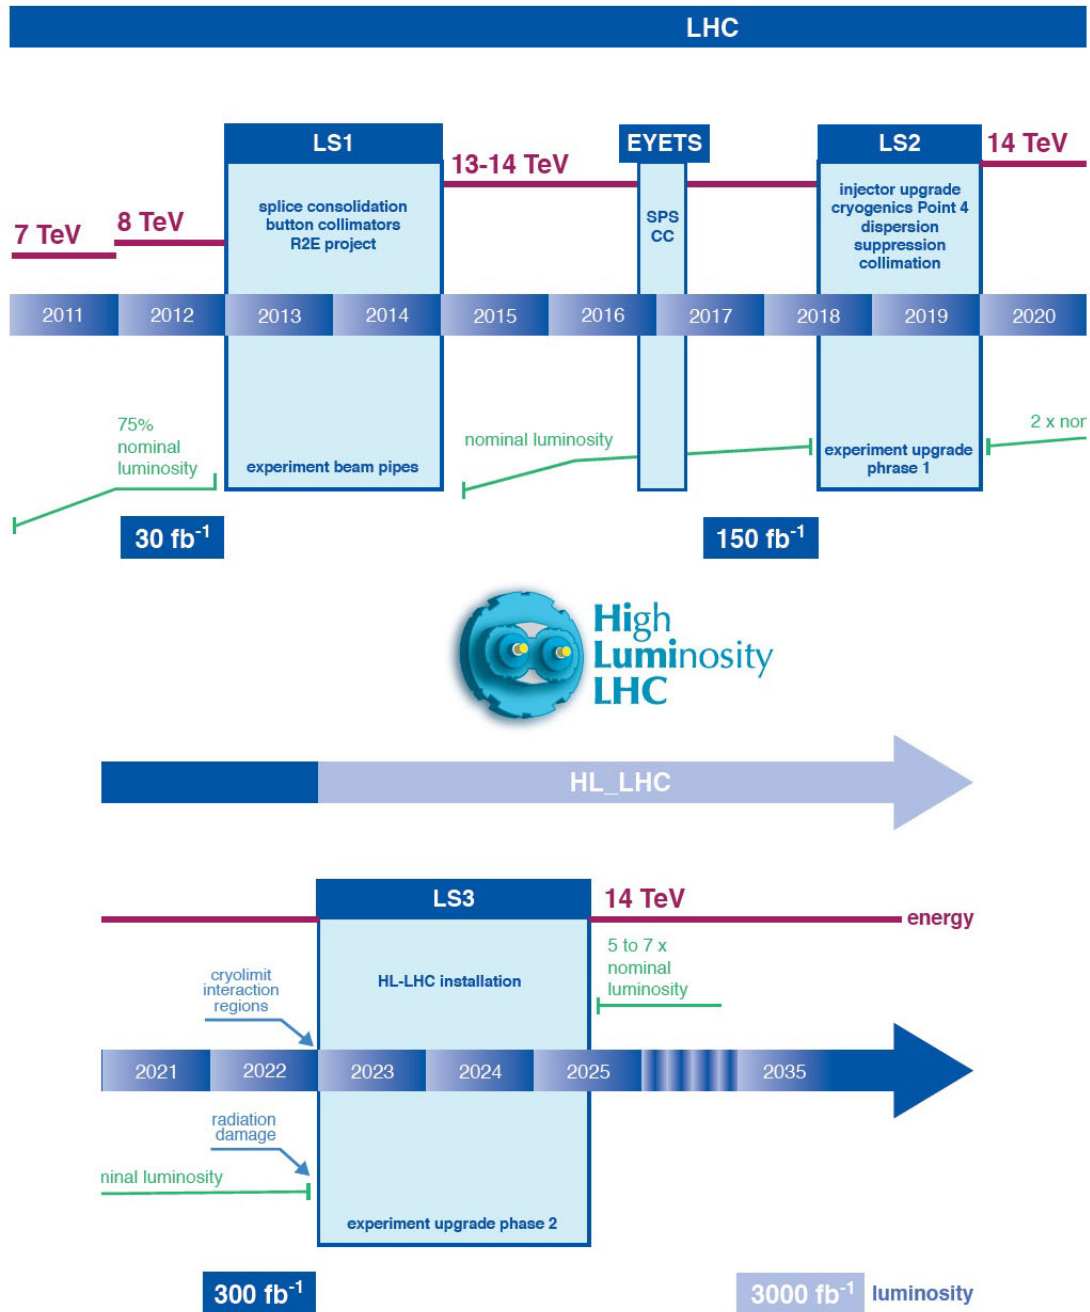 LHC
LS1
EYETS
LS2
14 TeV
13-14 TeV
7 TeV
8 TeV
splice consolidation
button collimators
R2E project
SPS
CC
injector upgrade
cryogenics Point 4
dispersion
suppression
collimation
2011 2012 2013 2014 2015 2016 2017 2018 2019 2020
75%
nominal
luminosity
experiment beam pipes
nominal luminosity
experiment upgrade
phrase 1
2 x nor
30 fb⁻¹
150 fb⁻¹
High
Luminosity
LHC
HL_LHC
LS3
14 TeV
energy
cryolimit
interaction
regions
HL-LHC installation
5 to 7 x
nominal
luminosity
2021 2022 2023 2024 2025 2035
radiation
damage
minal luminosity
experiment upgrade phase 2
300 fb⁻¹
3000 fb⁻¹
luminosity